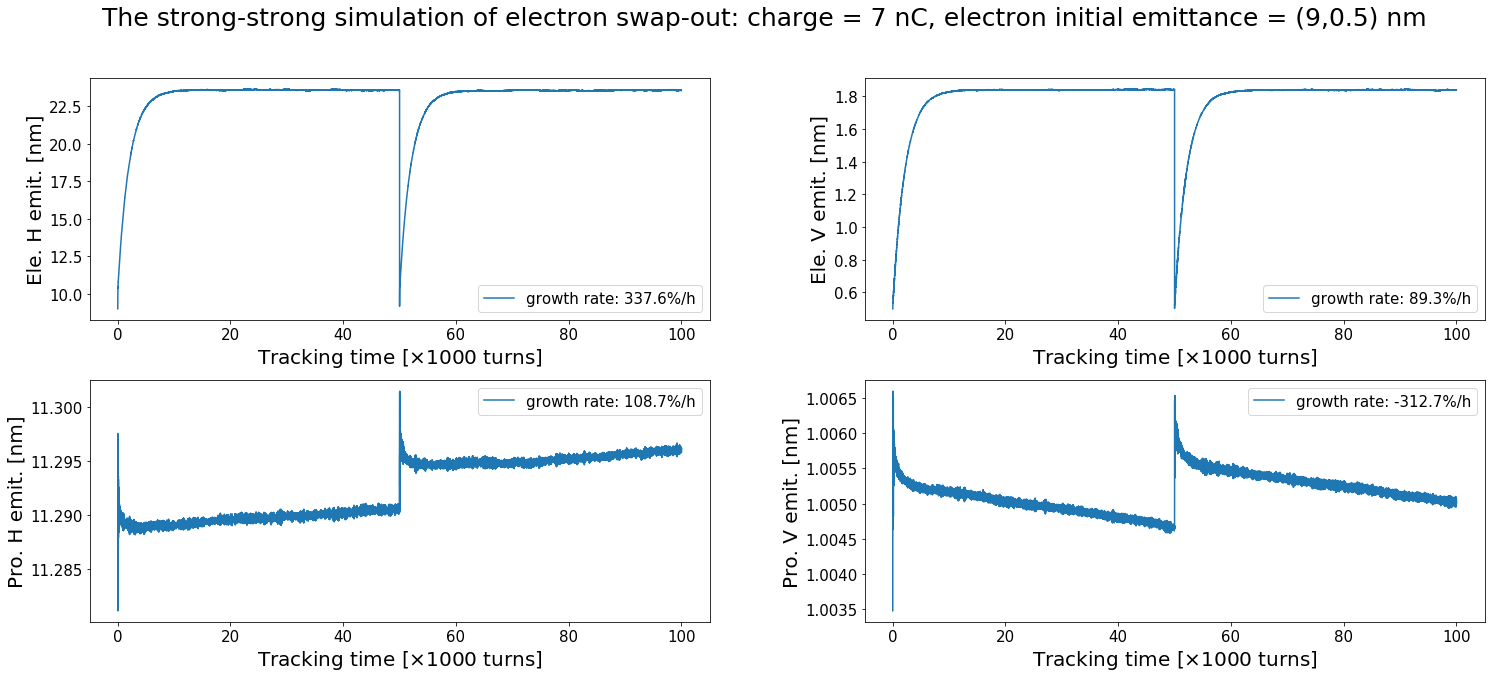 The strong-strong simulation of electron swap-out: charge = 7 nC, electron initial emittance = (9,0.5) nm
Ele. H emit. [nm]
22.5
20.0
17.5
15.0
12.5
10.0
growth rate: 337.6%/h
0 20 40 60 80 100
Tracking time [×1000 turns]
Ele. V emit. [nm]
1.8
1.6
1.4
1.2
1.0
0.8
0.6
growth rate: 89.3%/h
0 20 40 60 80 100
Tracking time [×1000 turns]
Pro. H emit. [nm]
11.300
11.295
11.290
11.285
growth rate: 108.7%/h
0 20 40 60 80 100
Tracking time [×1000 turns]
Pro. V emit. [nm]
1.0065
1.0060
1.0055
1.0050
1.0045
1.0040
1.0035
growth rate: -312.7%/h
0 20 40 60 80 100
Tracking time [×1000 turns]